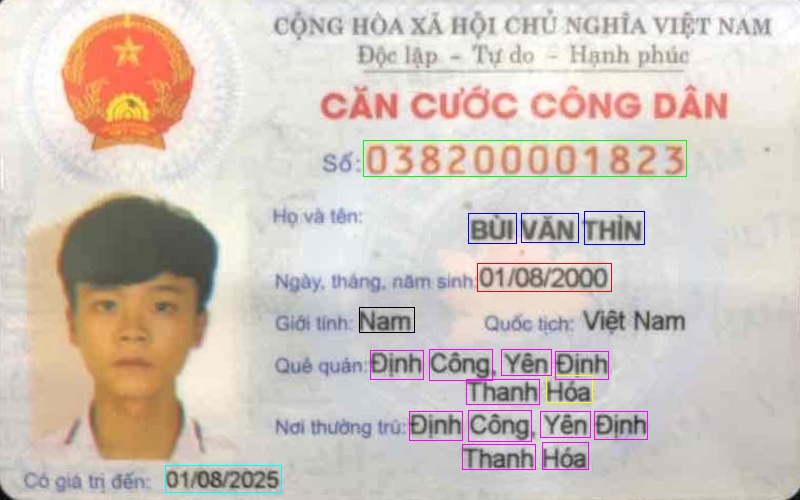 CỘNG HÒA XÃ HỘI CHỦ NGHĨA VIỆT NAM
Độc lập - Tự do - Hạnh phúc
CĂN CƯỚC CÔNG DÂN
Số: 038200001823
Họ và tên: BÙI VĂN THÌN
Ngày, tháng, năm sinh: 01/08/2000
Giới tính: Nam Quốc tịch: Việt Nam
Quê quán: Định Công, Yên Định
Thanh Hóa
Nơi thường trú: Định Công, Yên Định
Thanh Hóa
Có giá trị đến: 01/08/2025